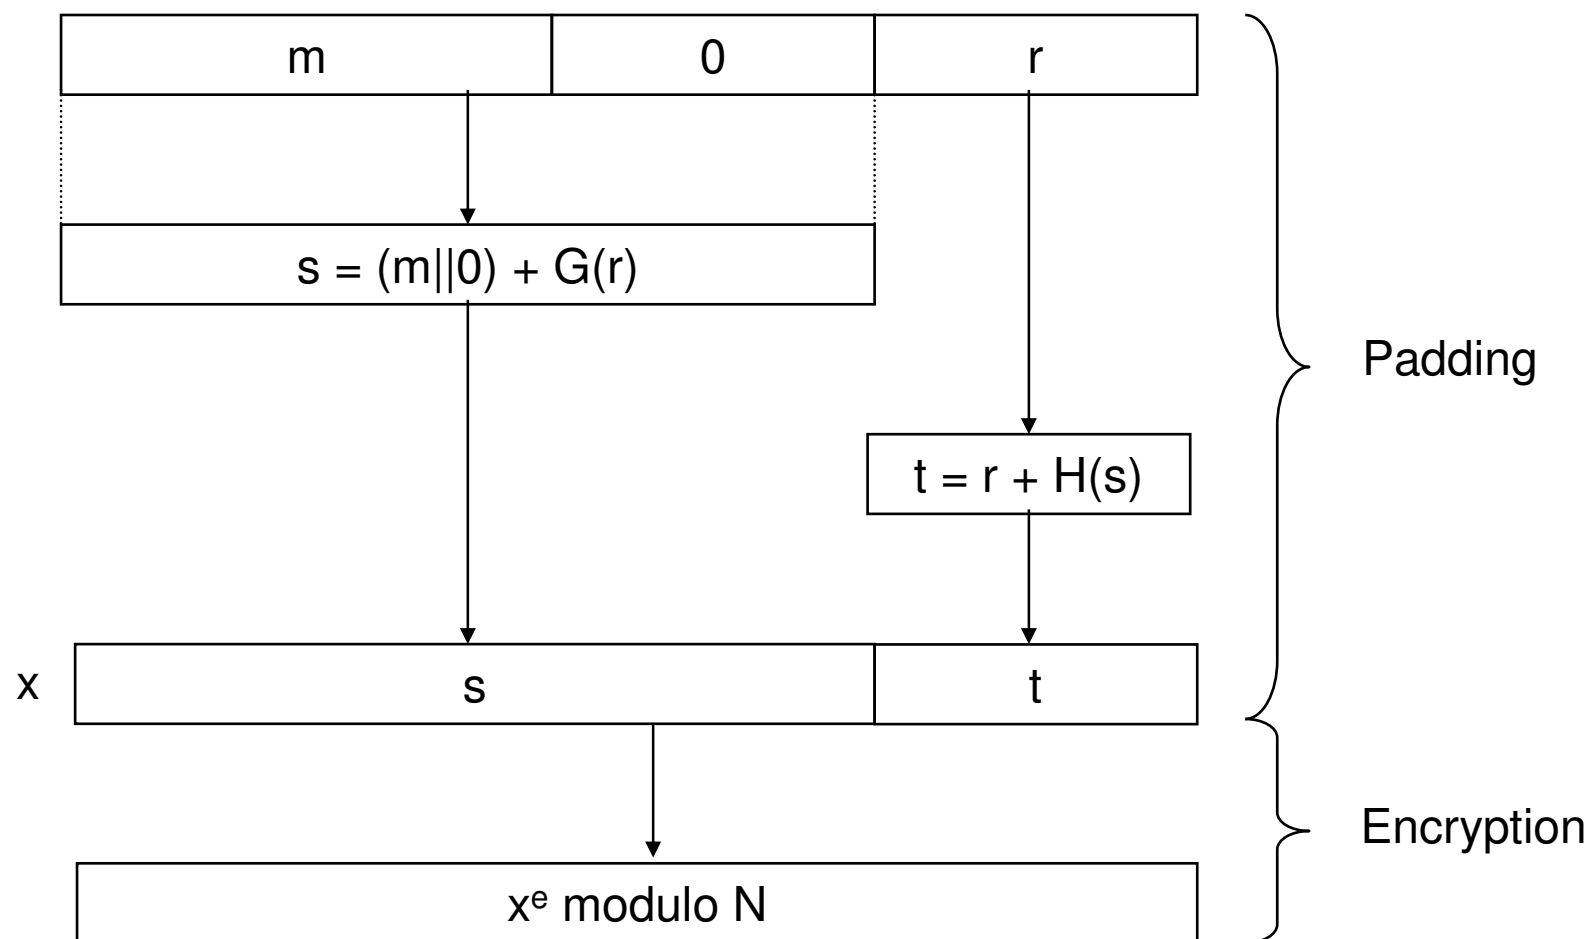 m
0
r
s = (m||0) + G(r)
Padding
t = r + H(s)
x
s
t
Encryption
xᵉ modulo N